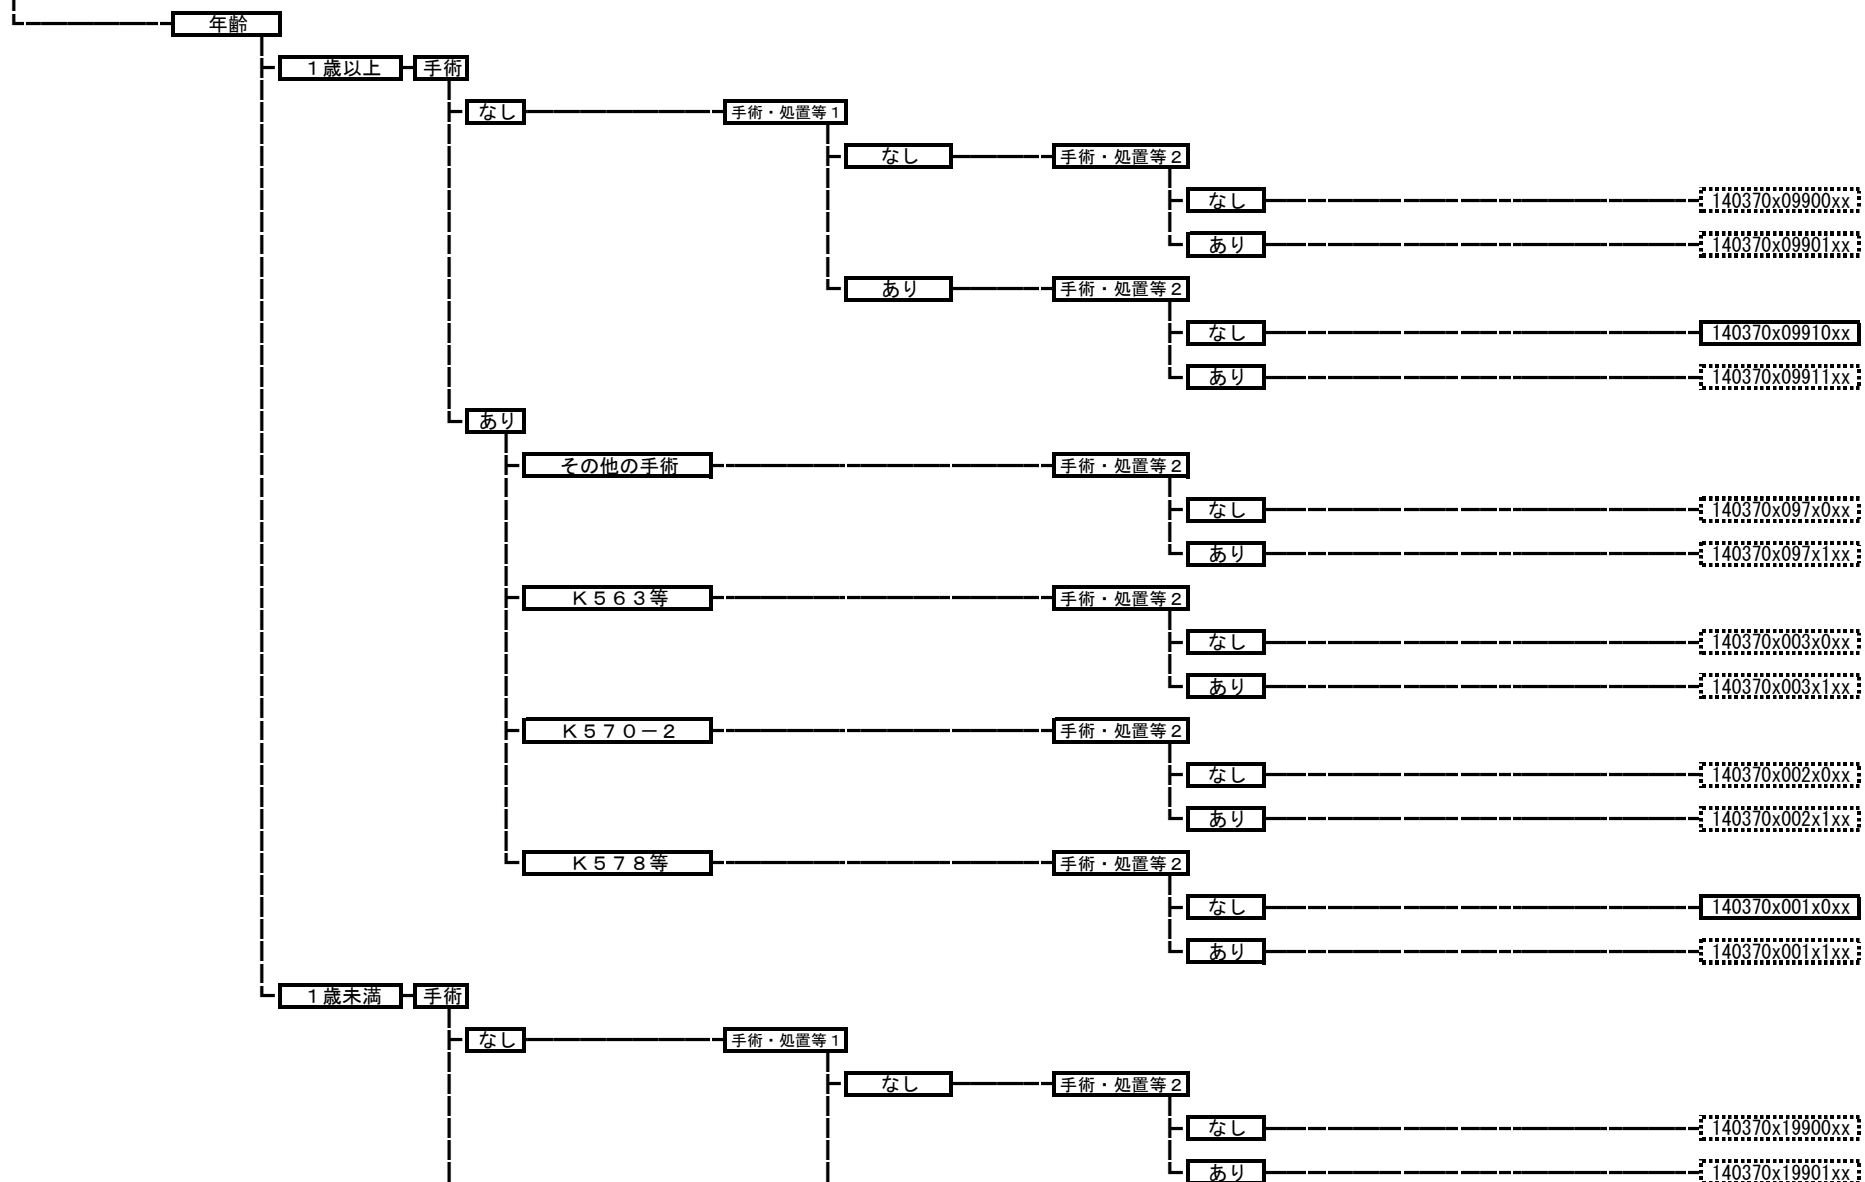 年齢
１歳以上 手術
なし 手術・処置等１
なし 手術・処置等２
なし 140370x09900xx
あり 140370x09901xx
あり 手術・処置等２
なし 140370x09910xx
あり 140370x09911xx
あり
その他の手術 手術・処置等２
なし 140370x097x0xx
あり 140370x097x1xx
Ｋ５６３等 手術・処置等２
なし 140370x003x0xx
あり 140370x003x1xx
Ｋ５７０－２ 手術・処置等２
なし 140370x002x0xx
あり 140370x002x1xx
Ｋ５７８等 手術・処置等２
なし 140370x001x0xx
あり 140370x001x1xx
１歳未満 手術
なし 手術・処置等１
なし 手術・処置等２
なし 140370x19900xx
あり 140370x19901xx